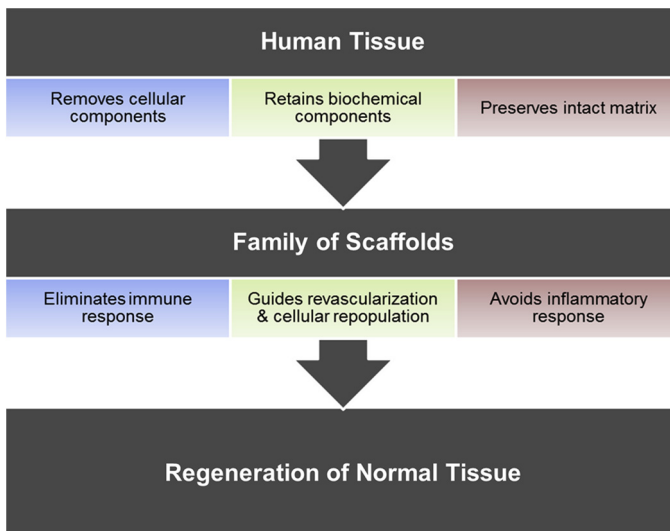 Human Tissue
Removes cellular
components
Retains biochemical
components
Preserves intact matrix
Family of Scaffolds
Eliminates immune
response
Guides revascularization
& cellular repopulation
Avoids inflammatory
response
Regeneration of Normal Tissue